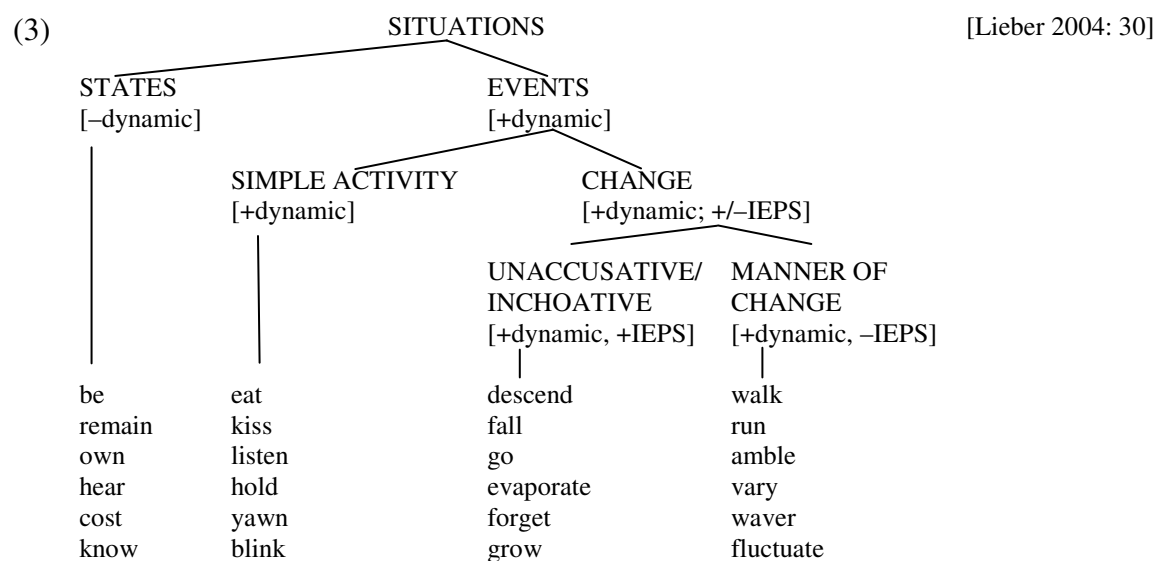 (3) SITUATIONS [Lieber 2004: 30]
STATES EVENTS
[–dynamic] [+dynamic]
SIMPLE ACTIVITY CHANGE
[+dynamic] [+dynamic; +/–IEPS]
UNACCUSATIVE/ MANNER OF
INCHOATIVE CHANGE
[+dynamic, +IEPS] [+dynamic, –IEPS]
be eat descend walk
remain kiss fall run
own listen go amble
hear hold evaporate vary
cost yawn forget waver
know blink grow fluctuate